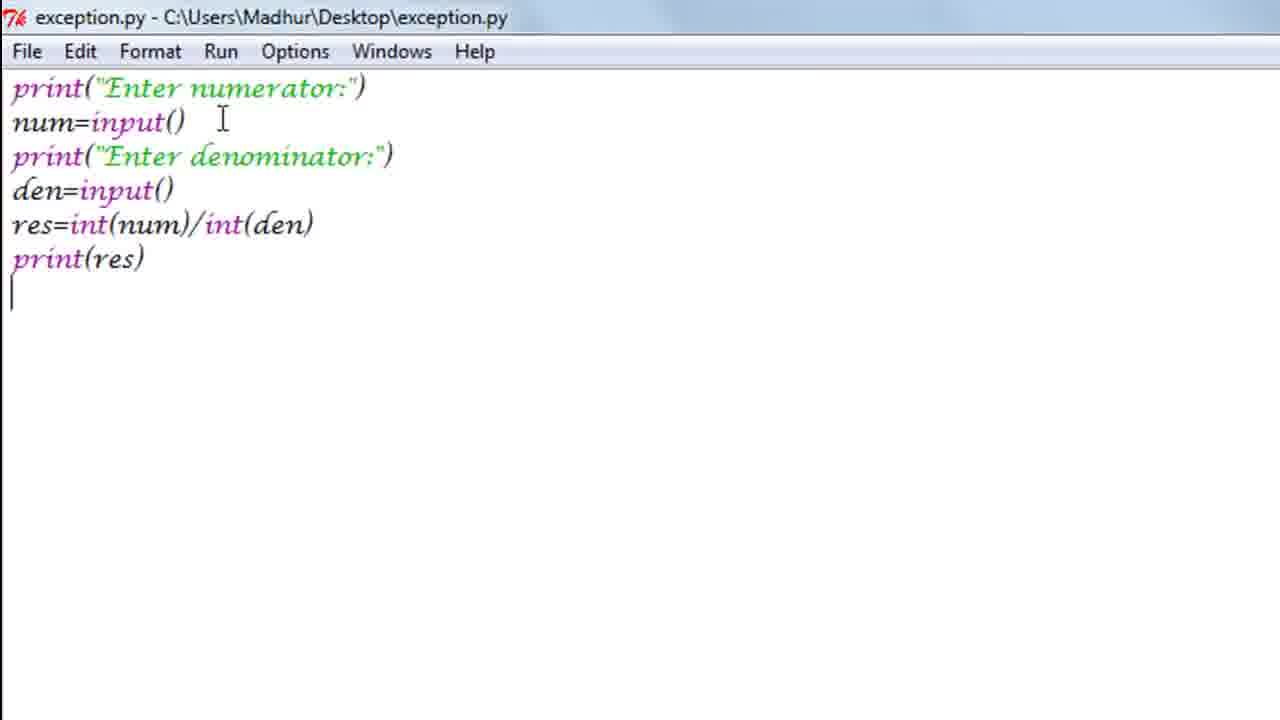 exception.py - C:\Users\Madhur\Desktop\exception.py
File Edit Format Run Options Windows Help
print("Enter numerator:")
num=input()
print("Enter denominator:")
den=input()
res=int(num)/int(den)
print(res)